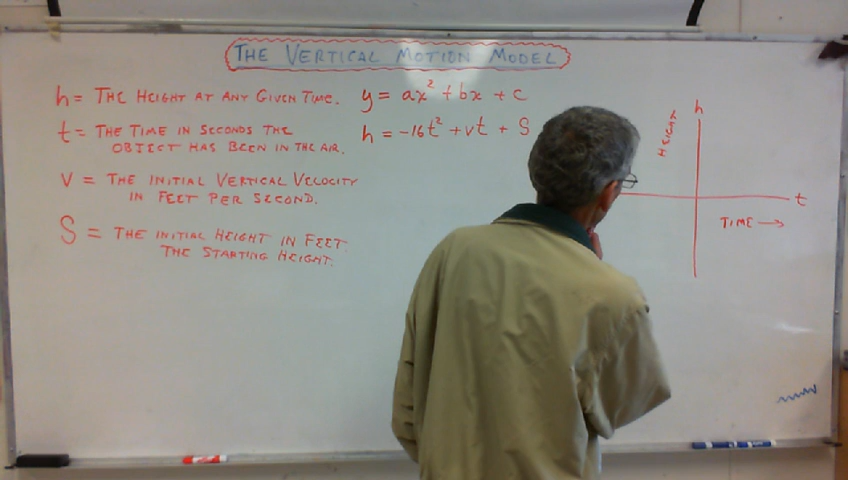 THE VERTICAL MOTION MODEL
h = THE HEIGHT AT ANY GIVEN TIME.
t = THE TIME IN SECONDS THE
OBJECT HAS BEEN IN THE AIR.
V = THE INITIAL VERTICAL VELOCITY
IN FEET PER SECOND.
S = THE INITIAL HEIGHT IN FEET.
THE STARTING HEIGHT.
y = ax² + bx + c
h = -16t² + vt + S
h
HEIGHT
t
TIME →